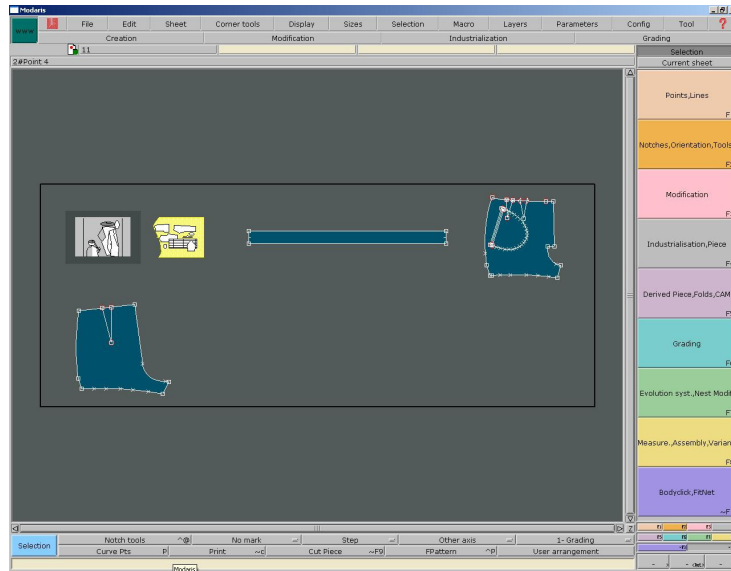 Modaris
www
File Edit Sheet Corner tools Display Sizes Selection Macro Layers Parameters Config Tool ?
Creation Modification Industrialization Grading
11
Selection
2#Point 4
Current sheet
Points,Lines
F
Notches,Orientation,Tools
Modification
Industrialisation,Piece
Derived Piece,Folds,CAM
Grading
Evolution syst.,Nest Modif
Measure.,Assembly,Varian
Bodyclick,FitNet
~F
Z
Selection
Notch tools ^@ No mark Step Other axis 1- Grading
Curve Pts P Print ~c Cut Piece ~F9 FPattern ^P User arrangement
Modaris